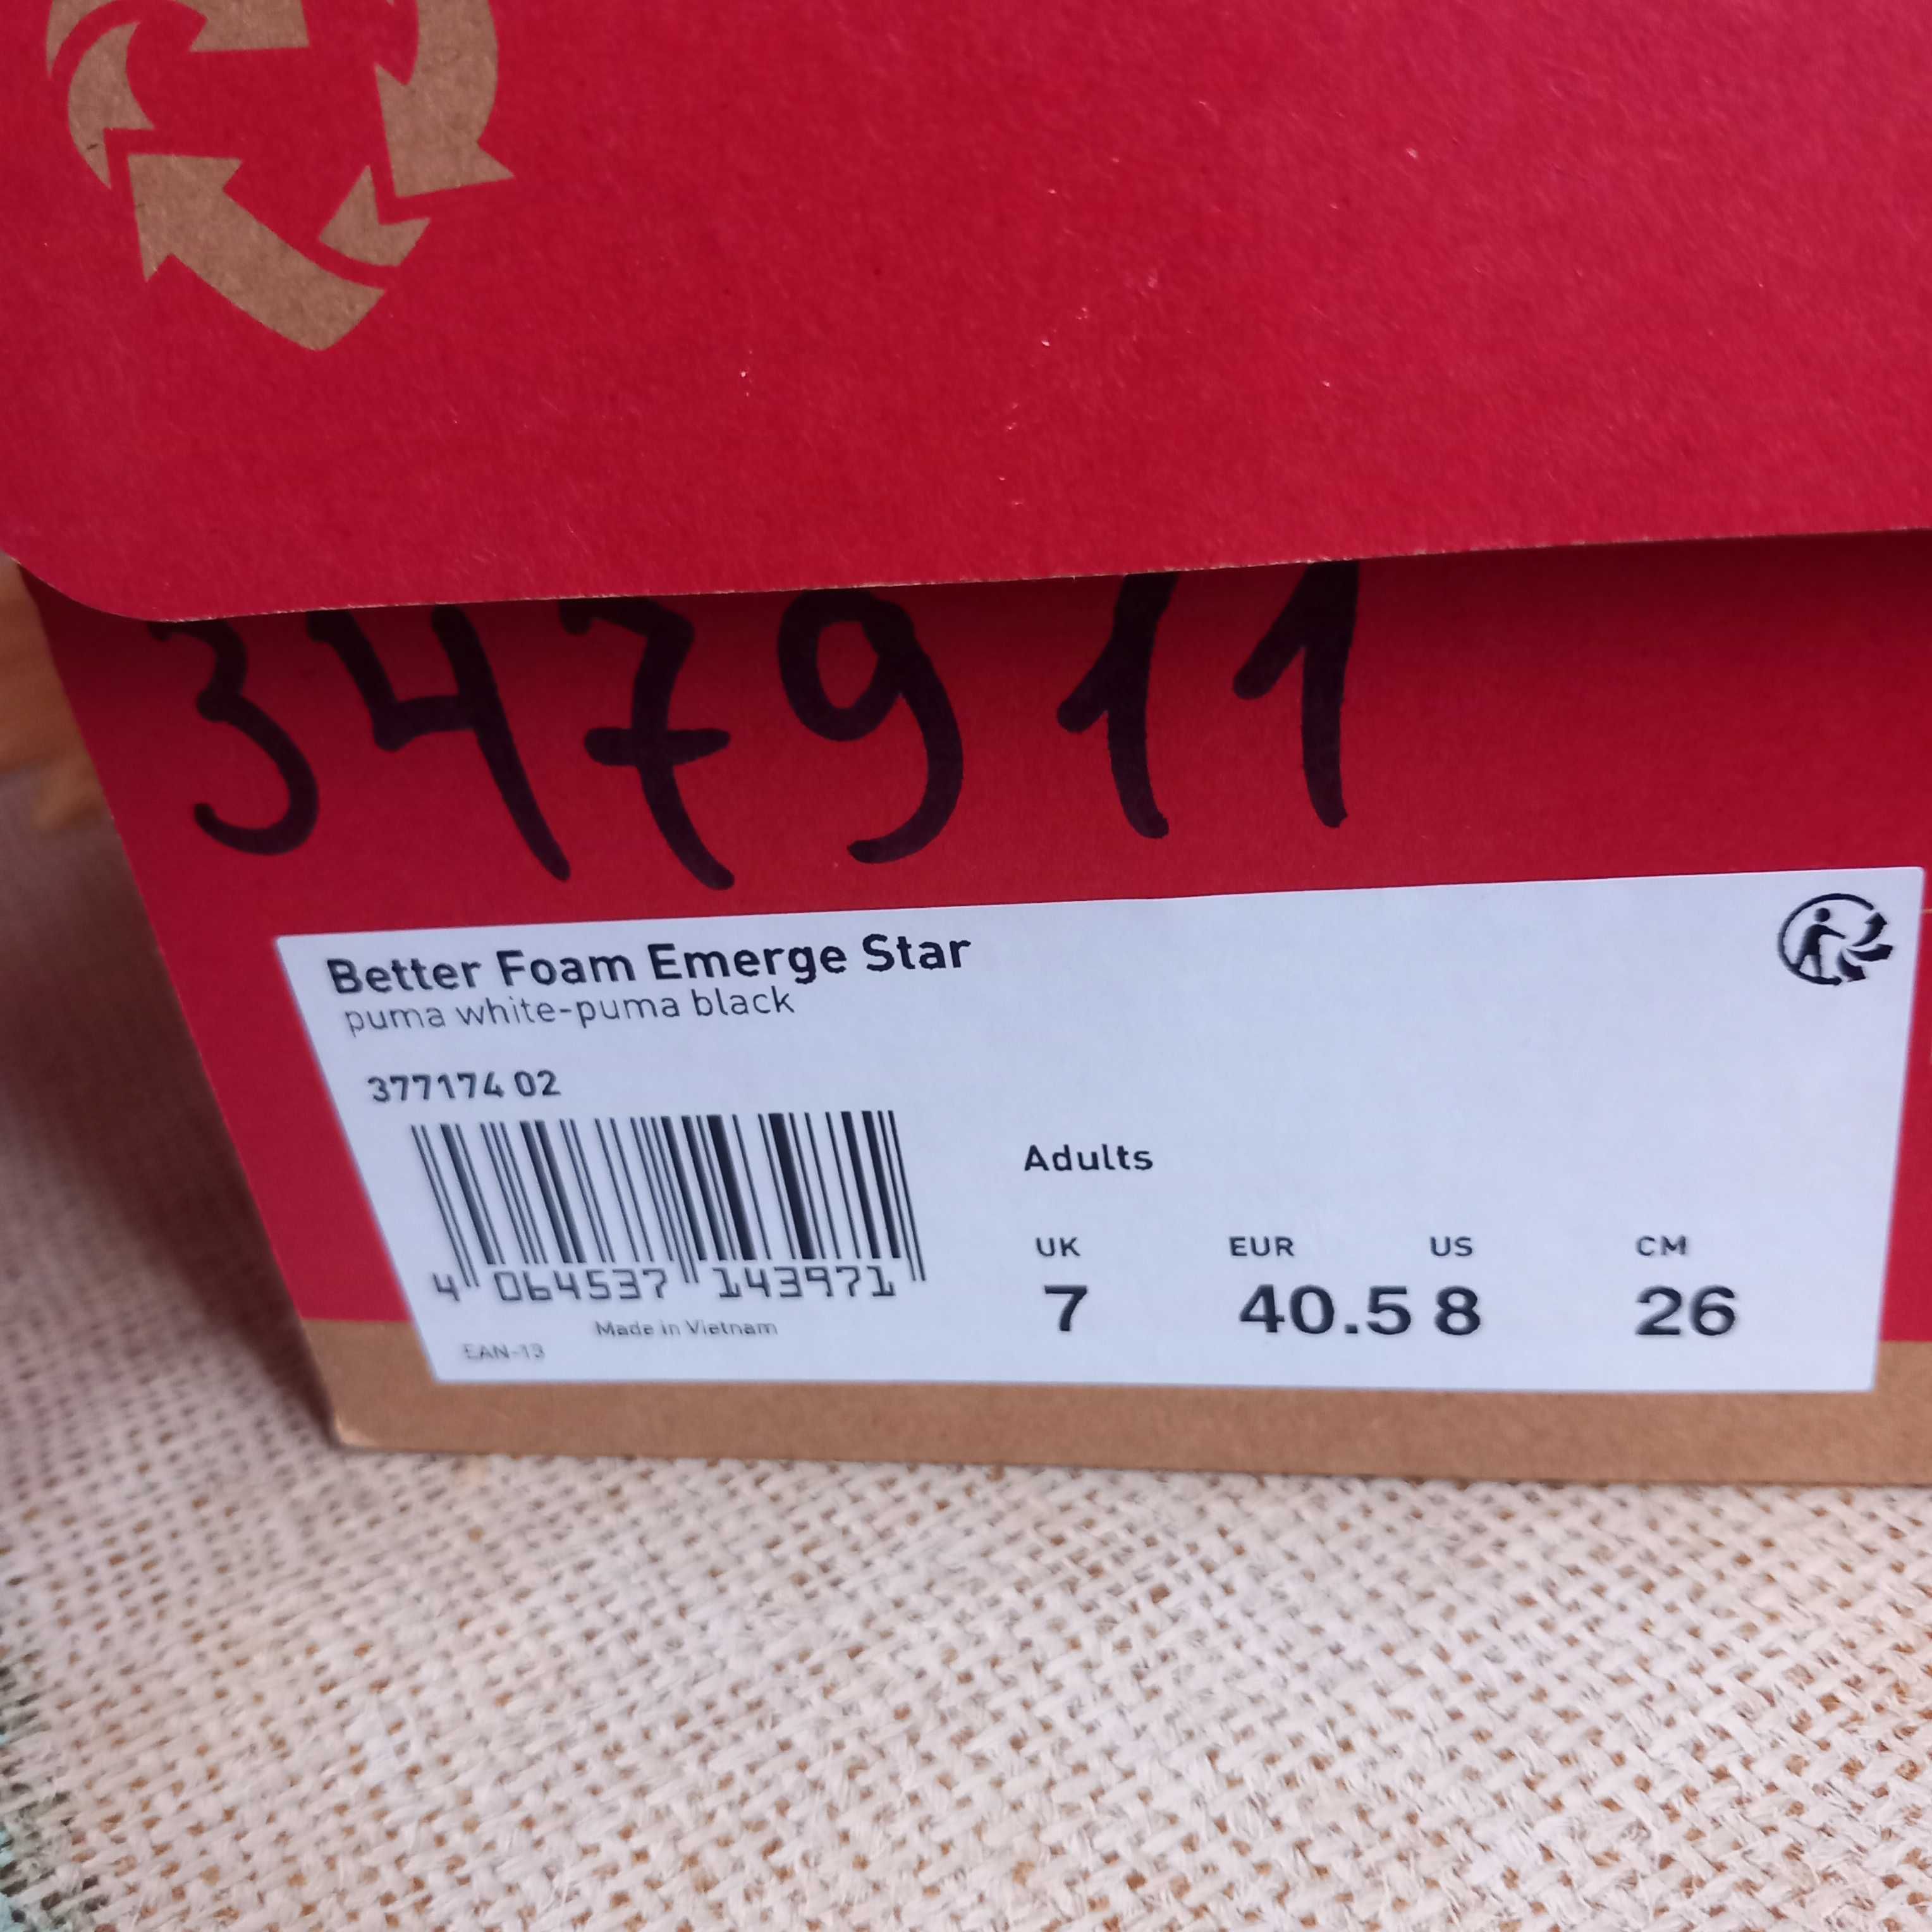 347911
Better Foam Emerge Star
puma white-puma black
377174 02
4 064537 143971
Made in Vietnam
EAN-13
Adults
UK EUR US CM
7 40.5 8 26